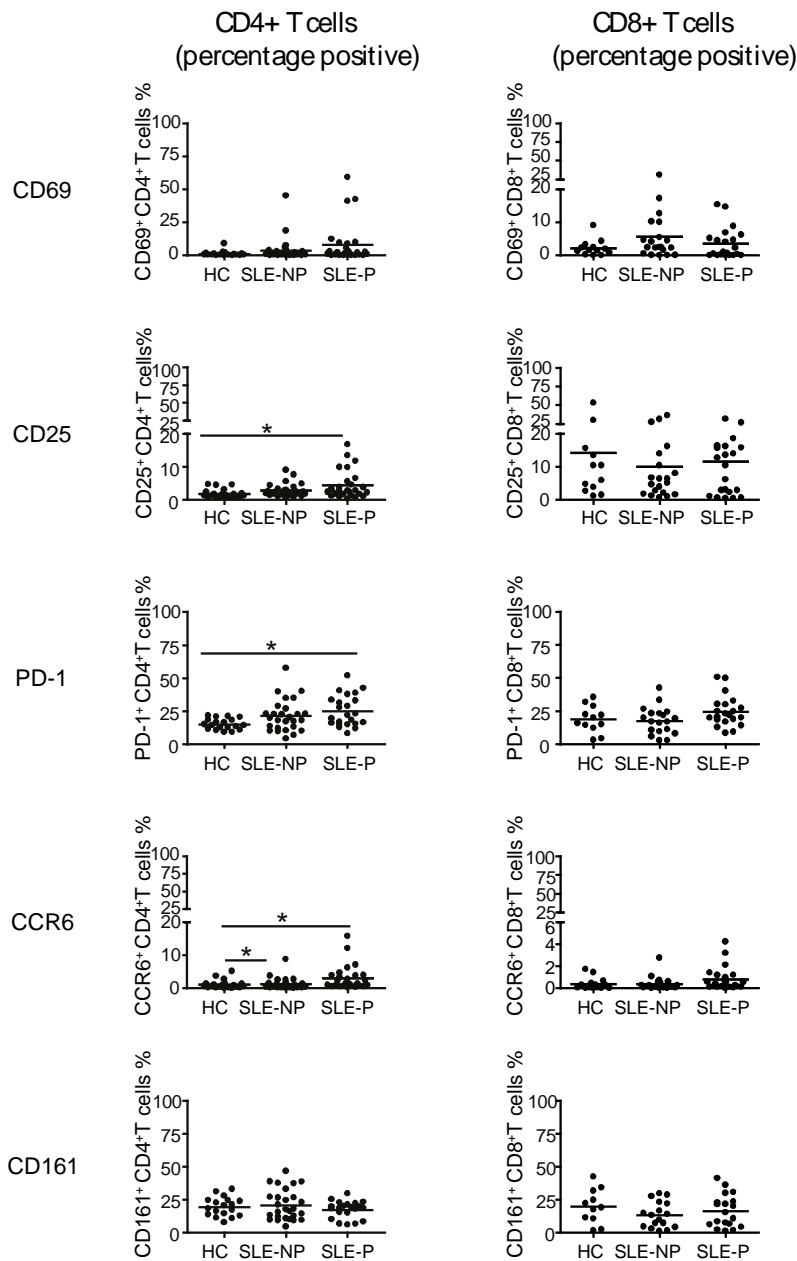 CD4+ T cells
(percentage positive)
CD8+ T cells
(percentage positive)
CD69
CD69⁺ CD4⁺T cells %
100
75
50
25
0
HC SLE-NP SLE-P
CD69⁺ CD8⁺T cells %
100
75
50
25
20
10
0
HC SLE-NP SLE-P
CD25
CD25⁺ CD4⁺T cells%
100
75
50
25
20
10
0
*
HC SLE-NP SLE-P
CD25⁺ CD8⁺T cells%
100
75
50
25
20
10
0
HC SLE-NP SLE-P
PD-1
PD-1⁺ CD4⁺T cells %
100
75
50
25
0
*
HC SLE-NP SLE-P
PD-1⁺ CD8⁺T cells %
100
75
50
25
0
HC SLE-NP SLE-P
CCR6
CCR6⁺ CD4⁺T cells %
100
75
50
25
20
10
0
*
*
HC SLE-NP SLE-P
CCR6⁺ CD8⁺T cells %
100
75
50
25
6
4
2
0
HC SLE-NP SLE-P
CD161
CD161⁺ CD4⁺T cells %
100
75
50
25
0
HC SLE-NP SLE-P
CD161⁺ CD8⁺T cells %
100
75
50
25
0
HC SLE-NP SLE-P